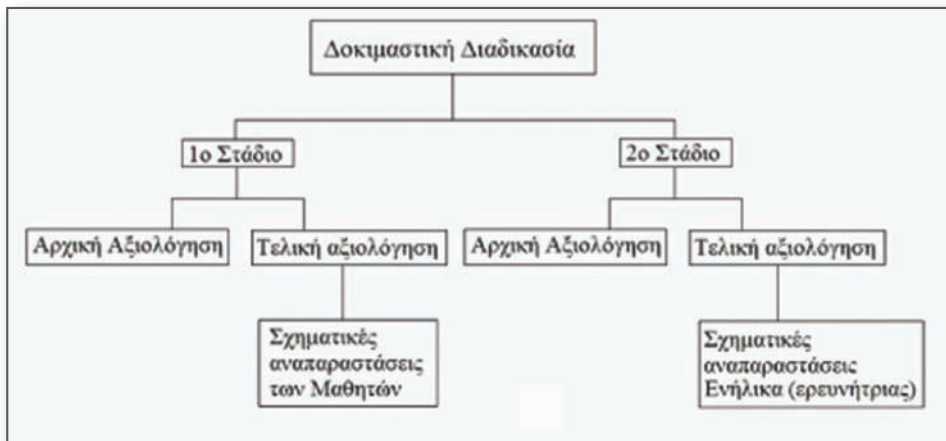 Δοκιμαστική Διαδικασία
1ο Στάδιο
2ο Στάδιο
Αρχική Αξιολόγηση
Τελική αξιολόγηση
Αρχική Αξιολόγηση
Τελική αξιολόγηση
Σχηματικές
αναπαραστάσεις
των Μαθητών
Σχηματικές
αναπαραστάσεις
Ενήλικα (ερευνήτριας)